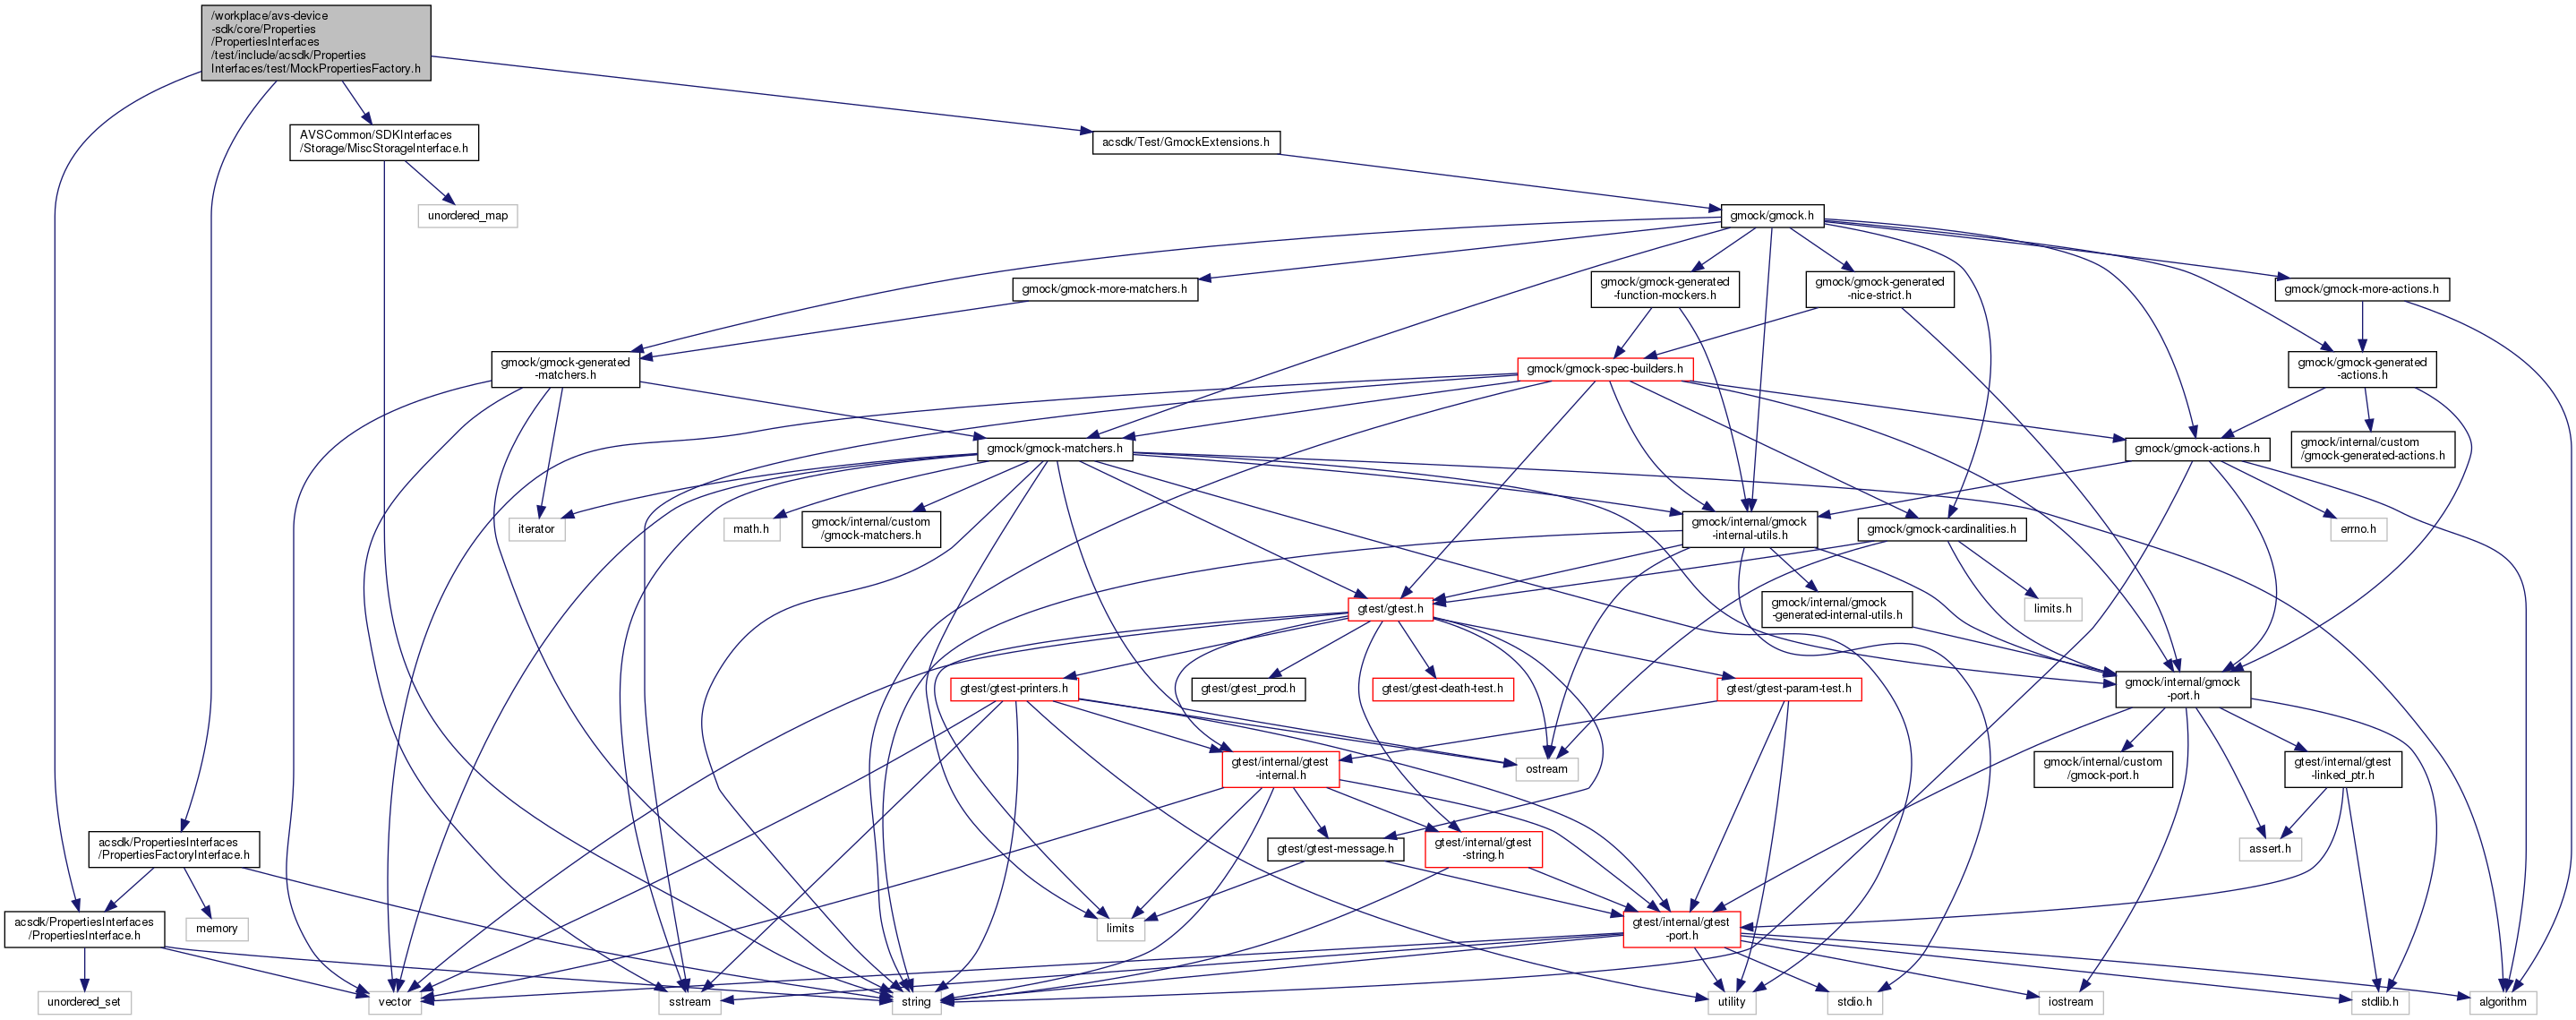 /workplace/avs-device
-sdk/core/Properties
/PropertiesInterfaces
/test/include/acsdk/Properties
Interfaces/test/MockPropertiesFactory.h
AVSCommon/SDKInterfaces
/Storage/MiscStorageInterface.h
acsdk/Test/GmockExtensions.h
unordered_map
gmock/gmock.h
gmock/gmock-more-matchers.h
gmock/gmock-generated
-function-mockers.h
gmock/gmock-generated
-nice-strict.h
gmock/gmock-more-actions.h
gmock/gmock-generated
-matchers.h
gmock/gmock-spec-builders.h
gmock/gmock-generated
-actions.h
gmock/gmock-matchers.h
gmock/gmock-actions.h
gmock/internal/custom
/gmock-generated-actions.h
iterator
math.h
gmock/internal/custom
/gmock-matchers.h
gmock/internal/gmock
-internal-utils.h
gmock/gmock-cardinalities.h
errno.h
gtest/gtest.h
gmock/internal/gmock
-generated-internal-utils.h
limits.h
gtest/gtest-printers.h
gtest/gtest_prod.h
gtest/gtest-death-test.h
gtest/gtest-param-test.h
gmock/internal/gmock
-port.h
gtest/internal/gtest
-internal.h
ostream
gmock/internal/custom
/gmock-port.h
gtest/internal/gtest
-linked_ptr.h
acsdk/PropertiesInterfaces
/PropertiesFactoryInterface.h
gtest/gtest-message.h
gtest/internal/gtest
-string.h
assert.h
acsdk/PropertiesInterfaces
/PropertiesInterface.h
memory
limits
gtest/internal/gtest
-port.h
unordered_set
vector
sstream
string
utility
stdio.h
iostream
stdlib.h
algorithm